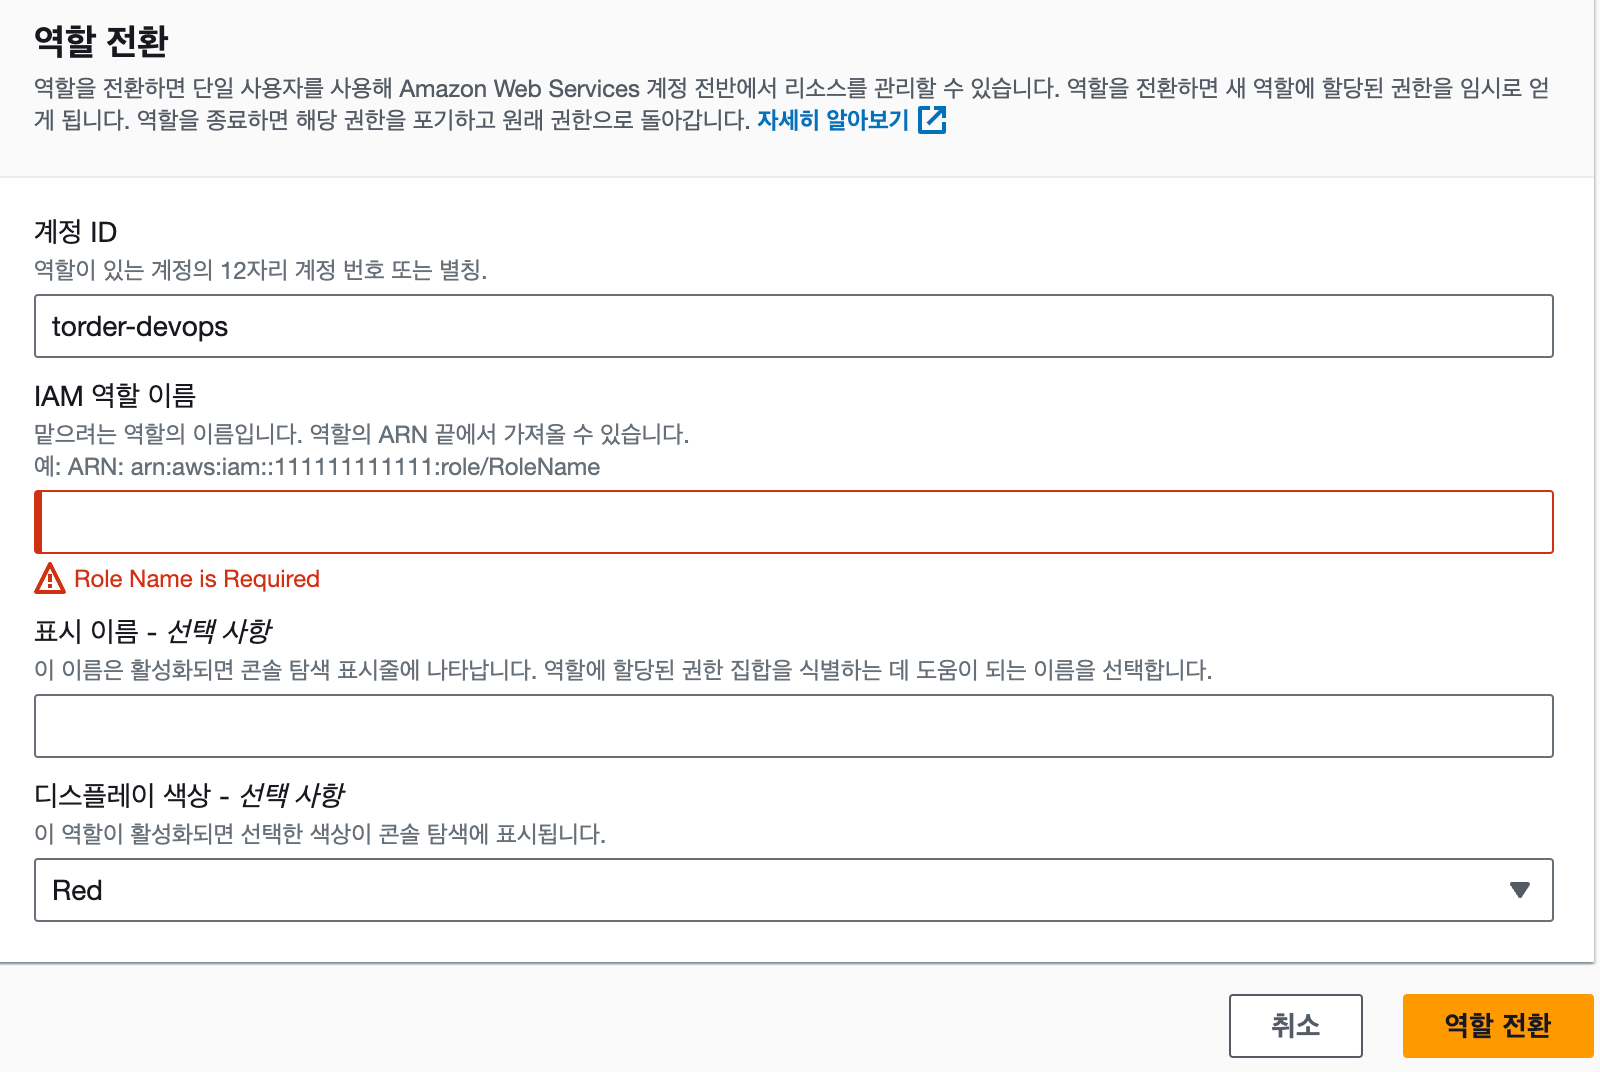 역할 전환
역할을 전환하면 단일 사용자를 사용해 Amazon Web Services 계정 전반에서 리소스를 관리할 수 있습니다. 역할을 전환하면 새 역할에 할당된 권한을 임시로 얻
게 됩니다. 역할을 종료하면 해당 권한을 포기하고 원래 권한으로 돌아갑니다. 자세히 알아보기
계정 ID
역할이 있는 계정의 12자리 계정 번호 또는 별칭.
torder-devops
IAM 역할 이름
맡으려는 역할의 이름입니다. 역할의 ARN 끝에서 가져올 수 있습니다.
예: ARN: arn:aws:iam::111111111111:role/RoleName
Role Name is Required
표시 이름 - 선택 사항
이 이름은 활성화되면 콘솔 탐색 표시줄에 나타납니다. 역할에 할당된 권한 집합을 식별하는 데 도움이 되는 이름을 선택합니다.
디스플레이 색상 - 선택 사항
이 역할이 활성화되면 선택한 색상이 콘솔 탐색에 표시됩니다.
Red
취소
역할 전환